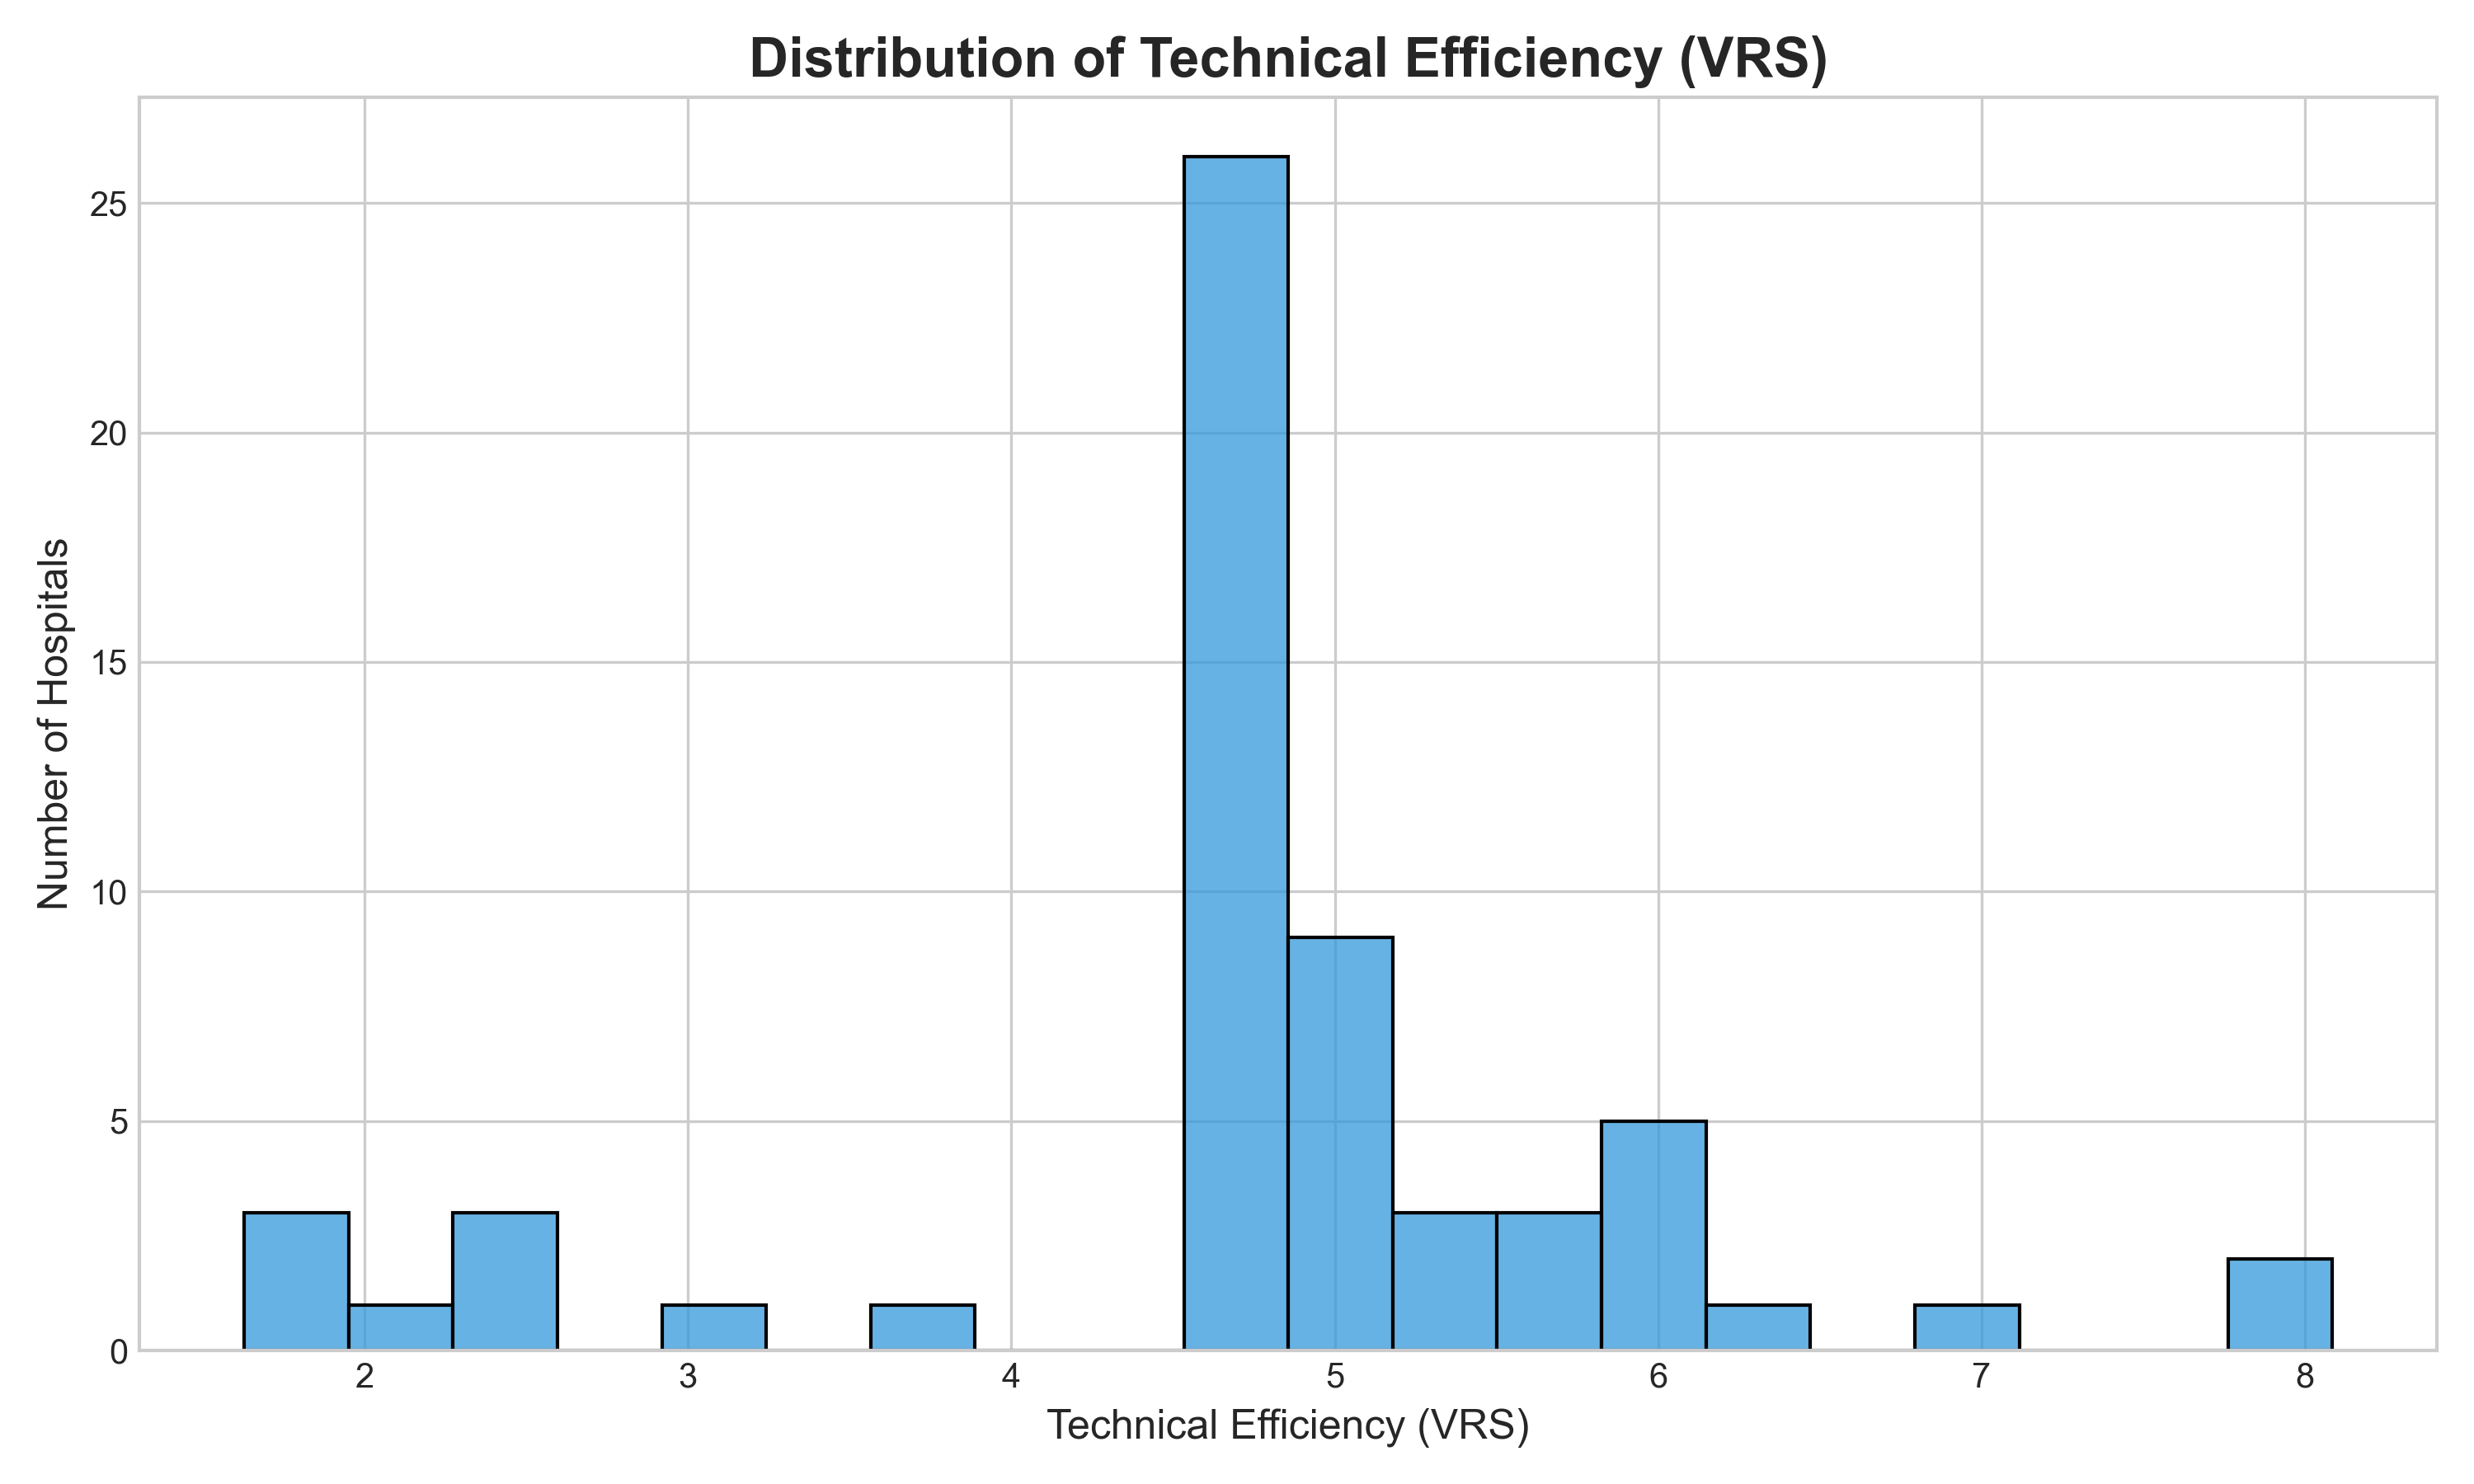 Distribution of Technical Efficiency (VRS)
25
20
15
10
5
0
Number of Hospitals
2 3 4 5 6 7 8
Technical Efficiency (VRS)